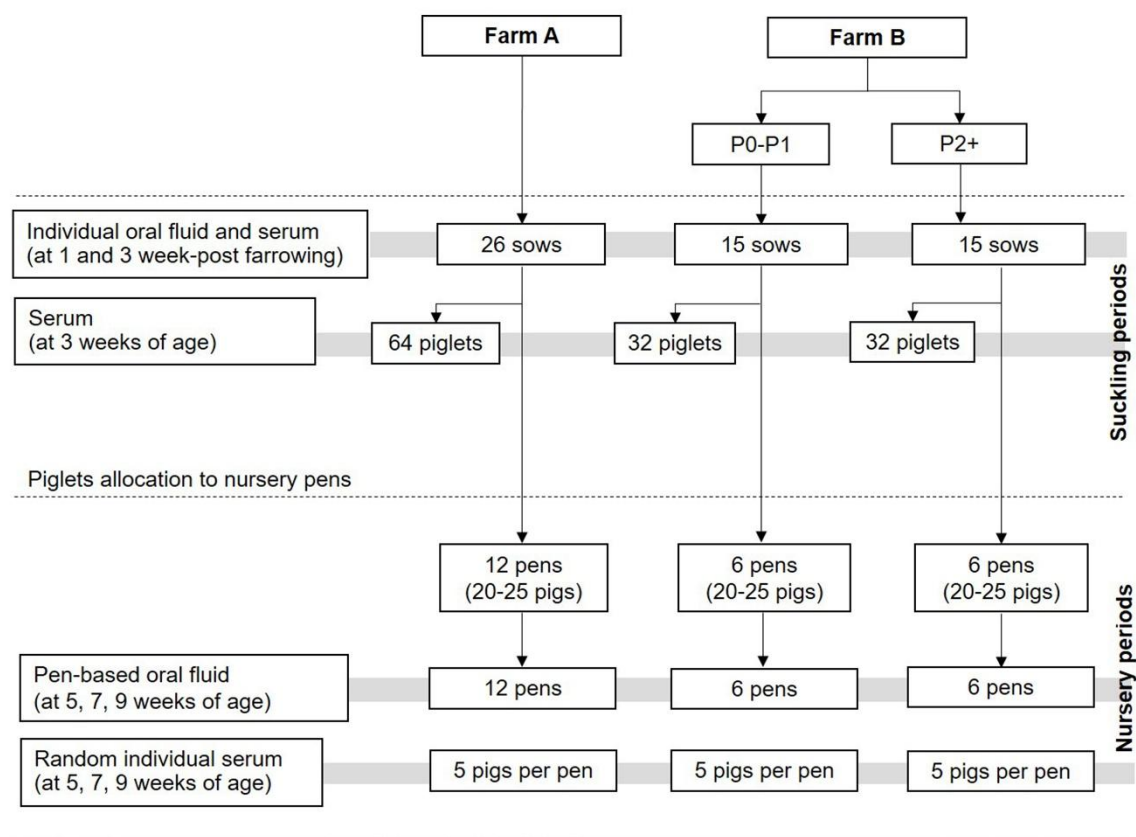 Farm A
Farm B
P0-P1
P2+
Individual oral fluid and serum
(at 1 and 3 week-post farrowing)
26 sows
15 sows
15 sows
Serum
(at 3 weeks of age)
64 piglets
32 piglets
32 piglets
Suckling periods
Piglets allocation to nursery pens
12 pens
(20-25 pigs)
6 pens
(20-25 pigs)
6 pens
(20-25 pigs)
Pen-based oral fluid
(at 5, 7, 9 weeks of age)
12 pens
6 pens
6 pens
Nursery periods
Random individual serum
(at 5, 7, 9 weeks of age)
5 pigs per pen
5 pigs per pen
5 pigs per pen